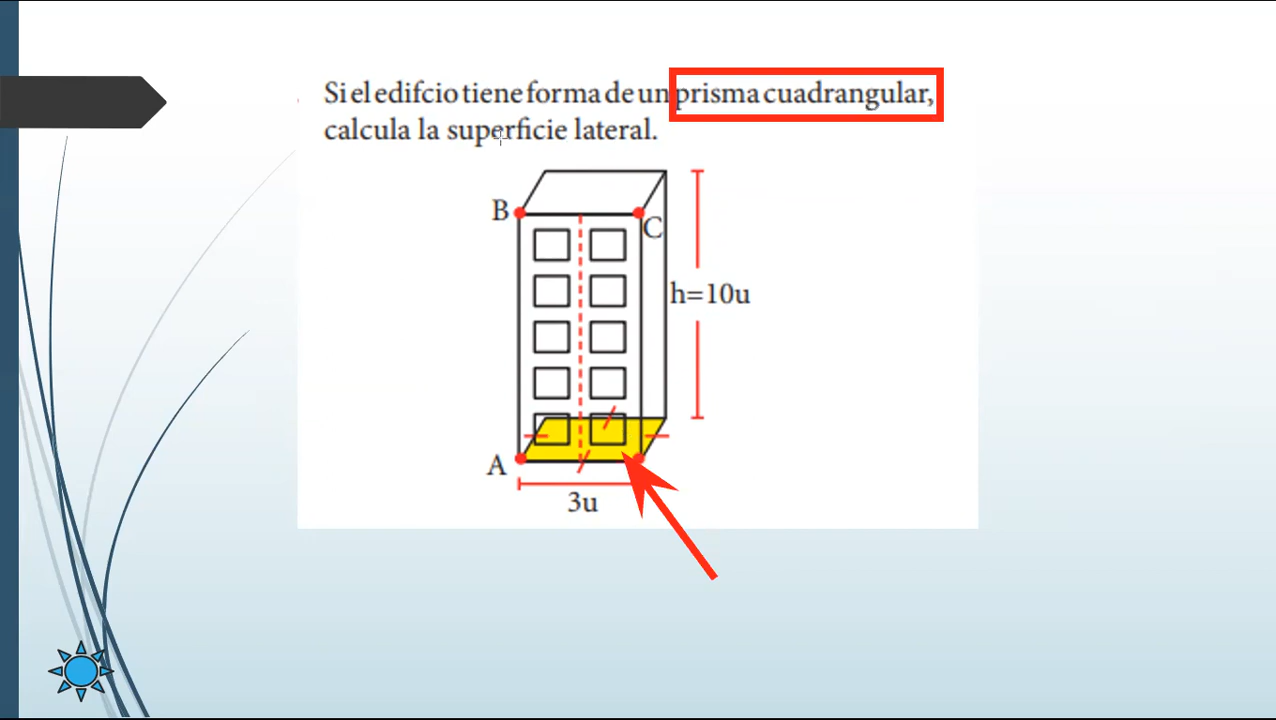 Si el edifcio tiene forma de un prisma cuadrangular,
calcula la superficie lateral.
B
C
h=10u
A
3u